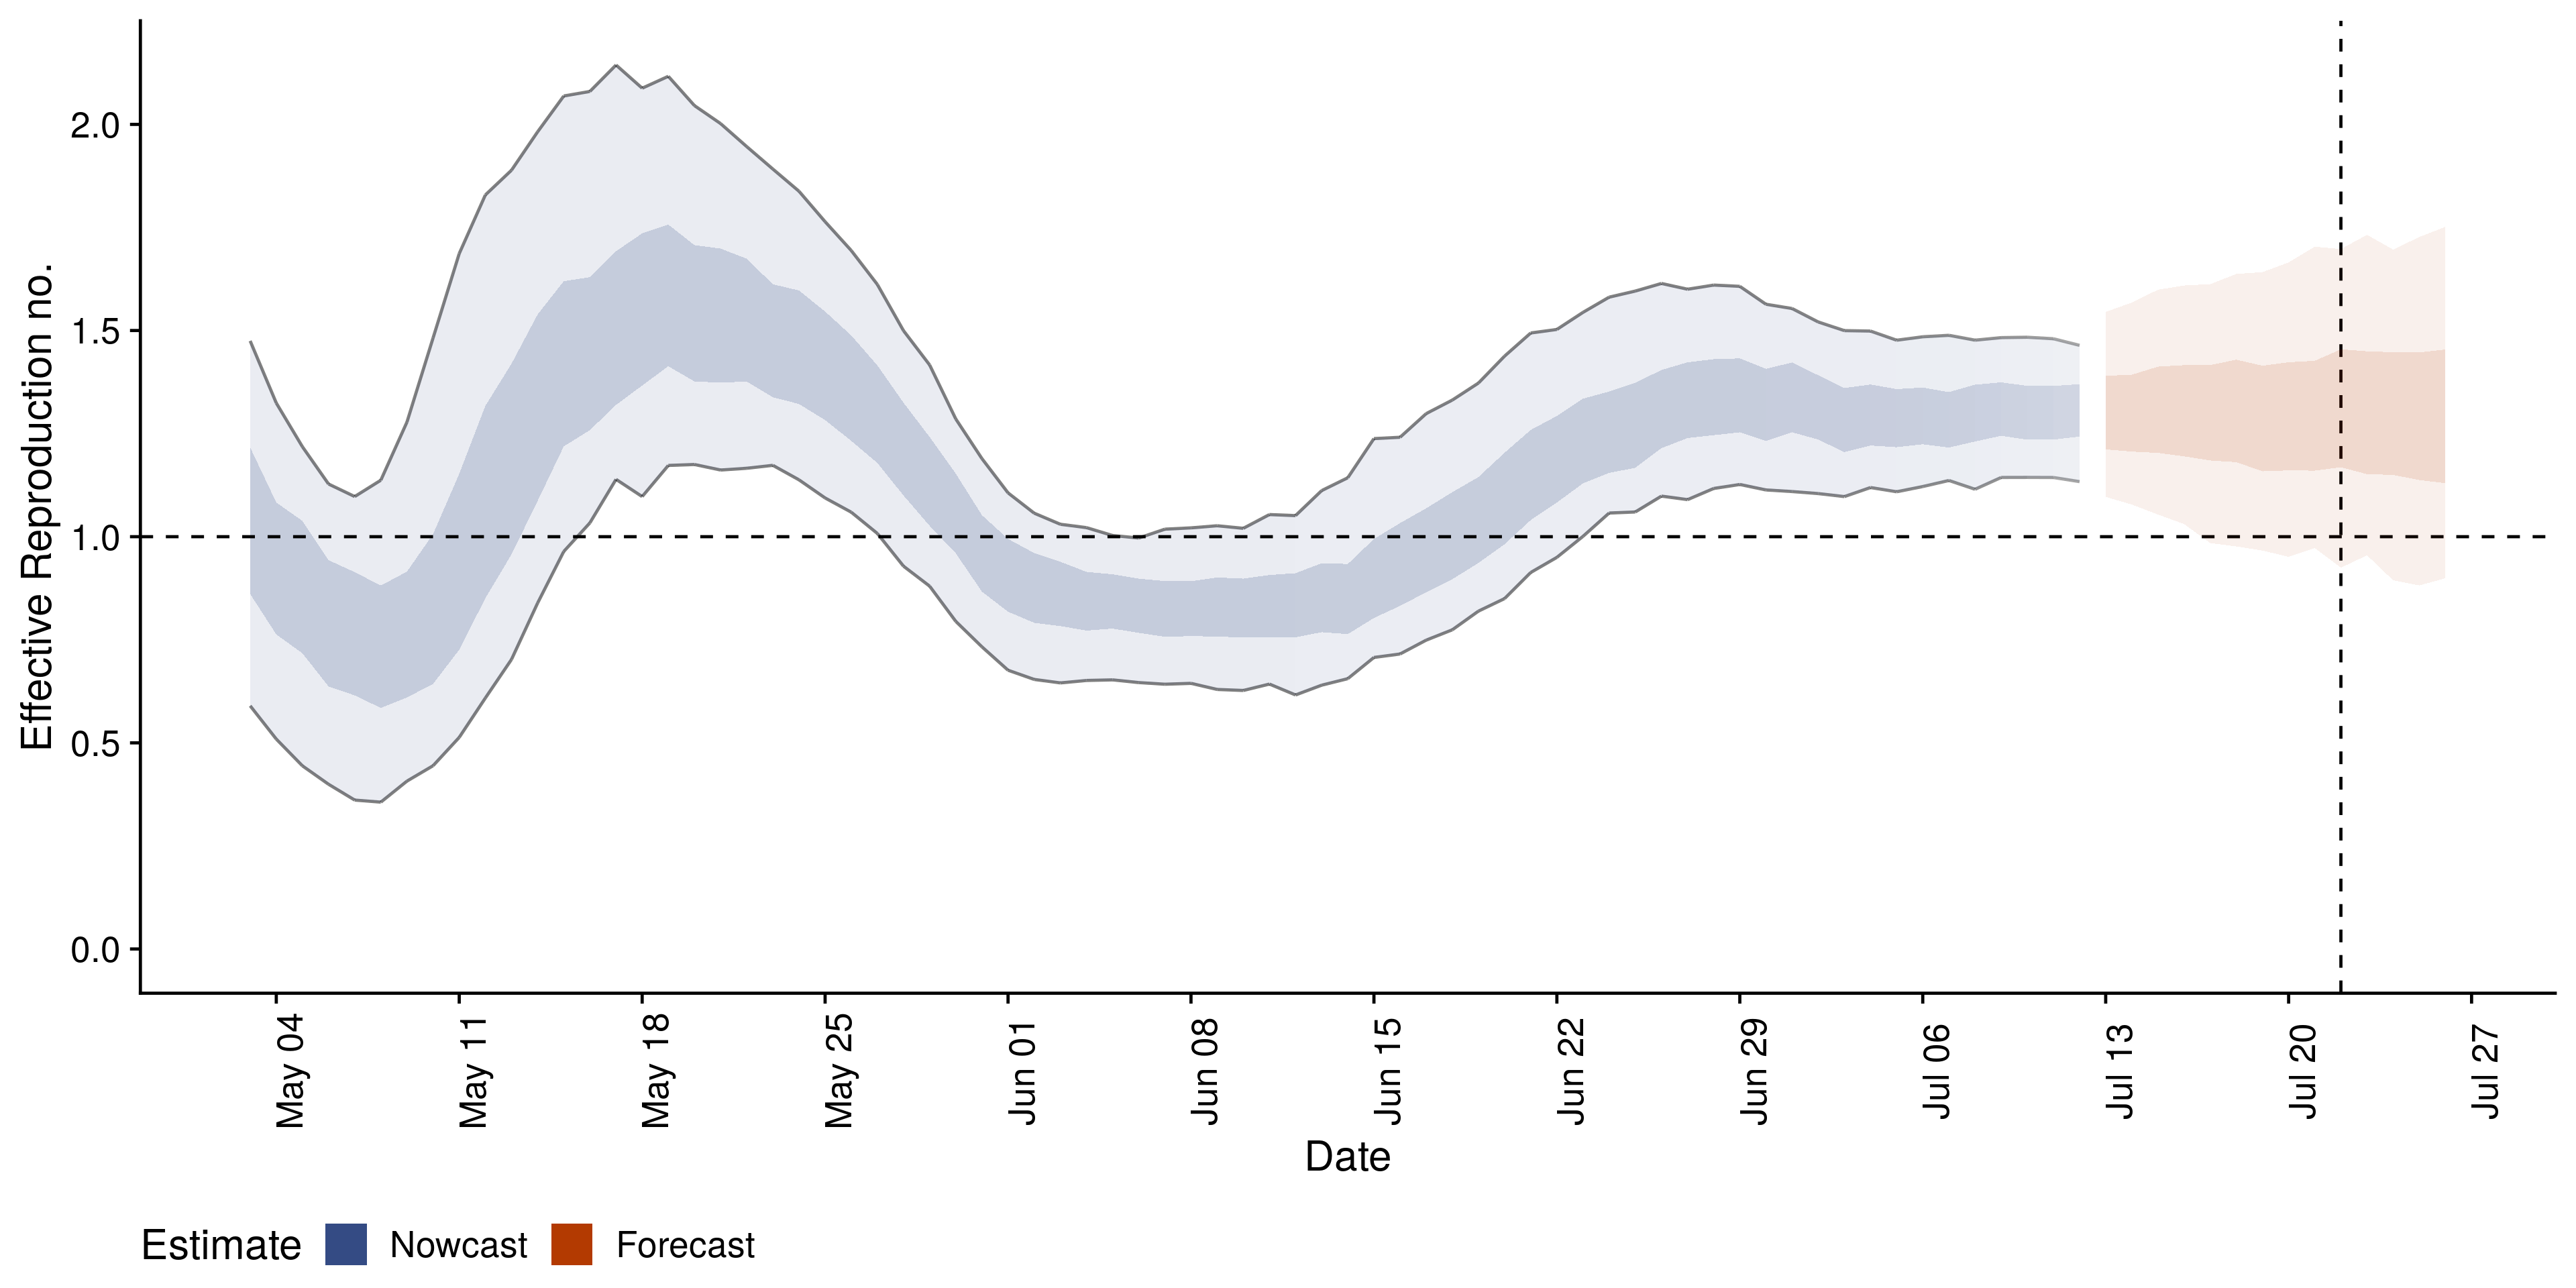 Effective Reproduction no.
2.0
1.5
1.0
0.5
0.0
May 04
May 11
May 18
May 25
Jun 01
Jun 08
Jun 15
Jun 22
Jun 29
Jul 06
Jul 13
Jul 20
Jul 27
Date
Estimate Nowcast Forecast